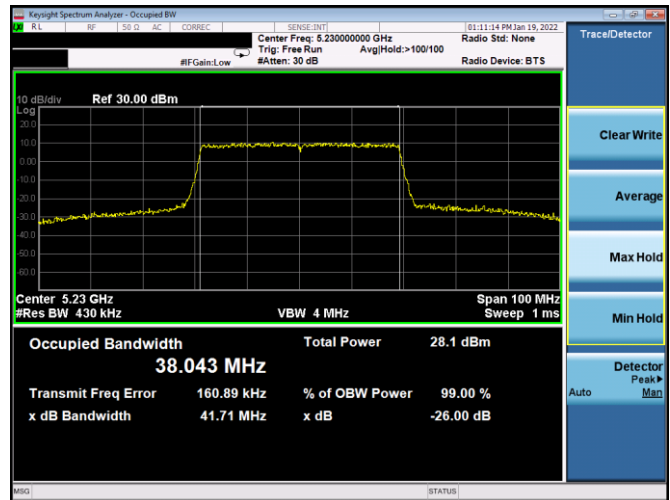 Keysight Spectrum Analyzer - Occupied BW
RL RF 50 Ω AC CORREC SENSE:INT 01:11:14 PM Jan 19, 2022
Center Freq: 5.230000000 GHz Radio Std: None
Trig: Free Run Avg|Hold:>100/100
#IFGain:Low #Atten: 30 dB Radio Device: BTS
Trace/Detector
10 dB/div Ref 30.00 dBm
Log
20.0
10.0
0.00
-10.0
-20.0
-30.0
-40.0
-50.0
-60.0
Center 5.23 GHz Span 100 MHz
#Res BW 430 kHz VBW 4 MHz Sweep 1 ms
Occupied Bandwidth Total Power 28.1 dBm
38.043 MHz
Transmit Freq Error 160.89 kHz % of OBW Power 99.00 %
x dB Bandwidth 41.71 MHz x dB -26.00 dB
Clear Write
Average
Max Hold
Min Hold
Detector
Peak▶
Auto Man
MSG STATUS